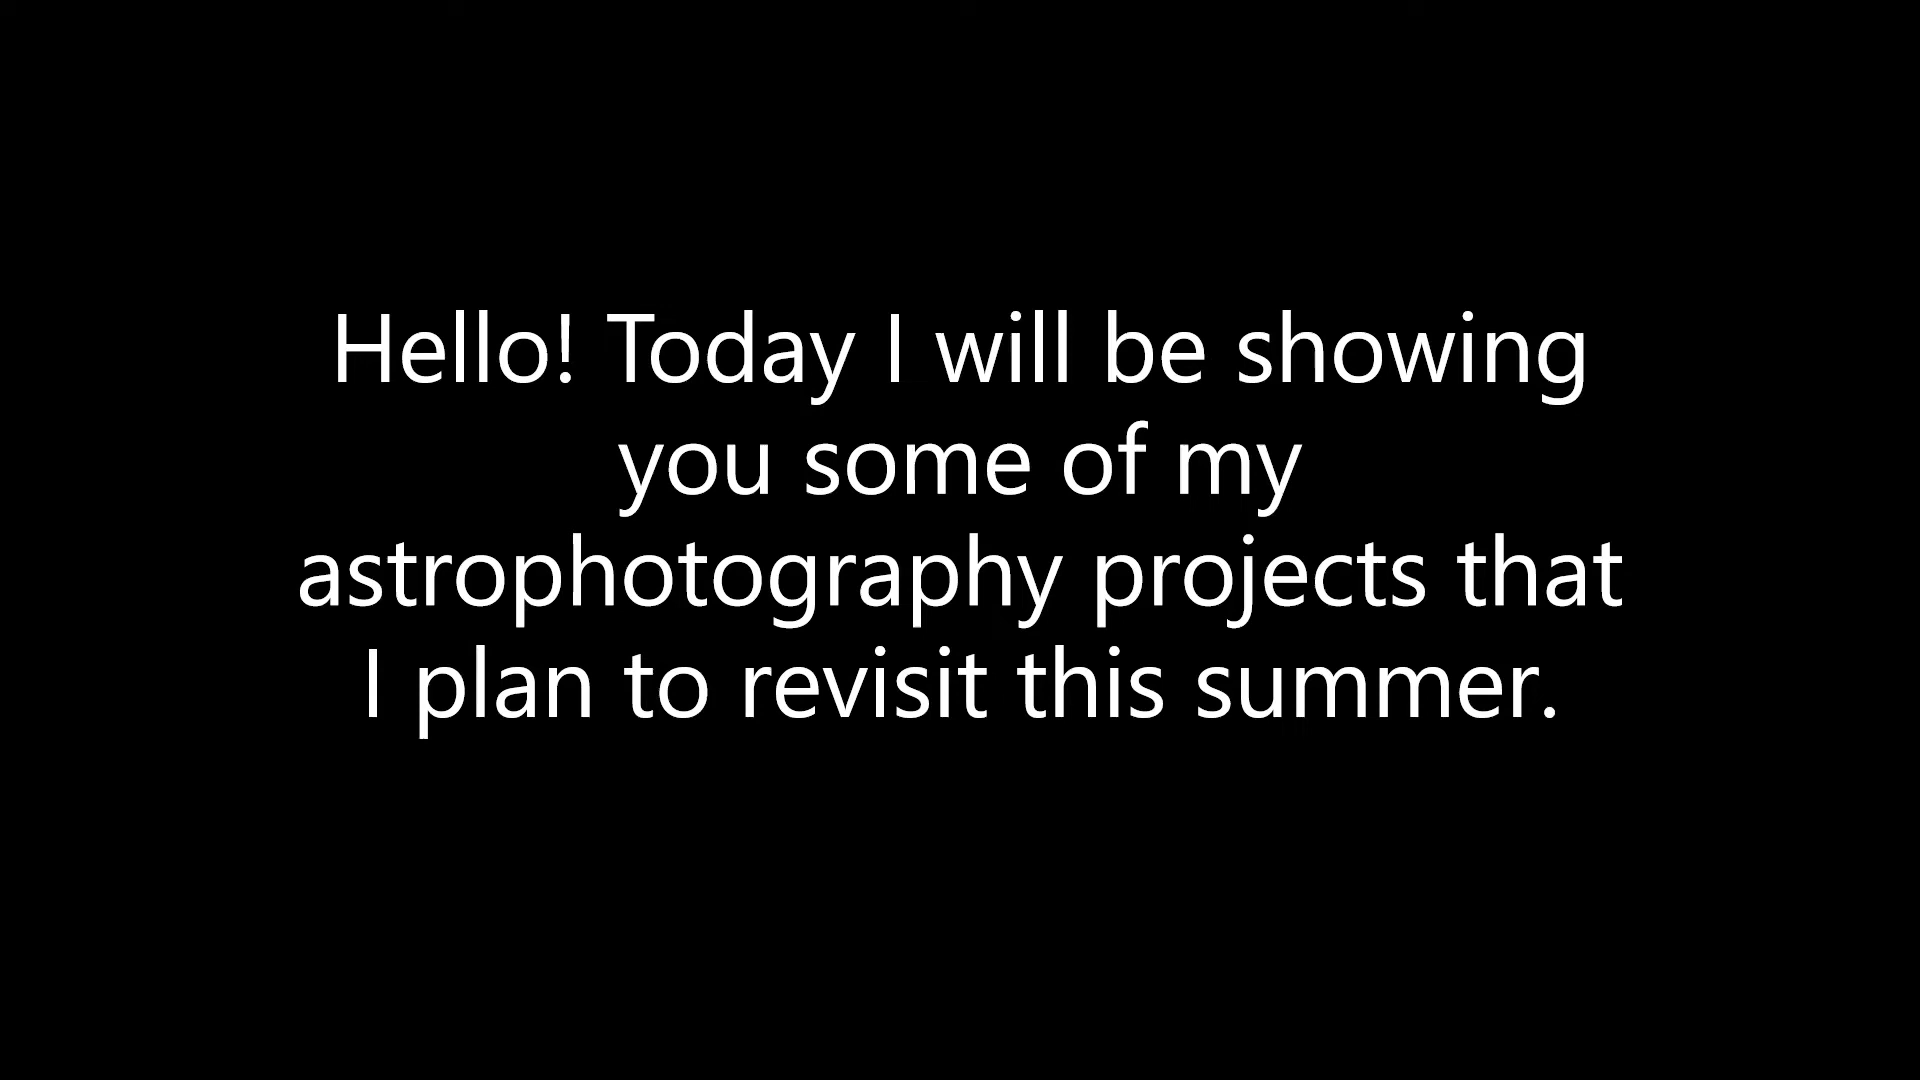 Hello! Today I will be showing
you some of my
astrophotography projects that
I plan to revisit this summer.